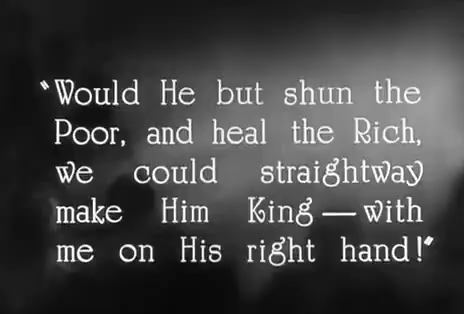 "Would He but shun the
Poor, and heal the Rich,
we could straightway
make Him King — with
me on His right hand!"